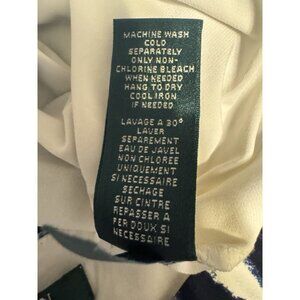 MACHINE WASH
COLD
SEPARATELY
ONLY NON-
CHLORINE BLEACH
WHEN NEEDED
HANG TO DRY
COOL IRON
IF NEEDED
LAVAGE A 30°
LAVER
SEPAREMENT
EAU DE JAVEL
NON CHLOREE
UNIQUEMENT
SI NECESSAIRE
SECHAGE
SUR CINTRE
REPASSER A
FER DOUX SI
NECESSAIRE